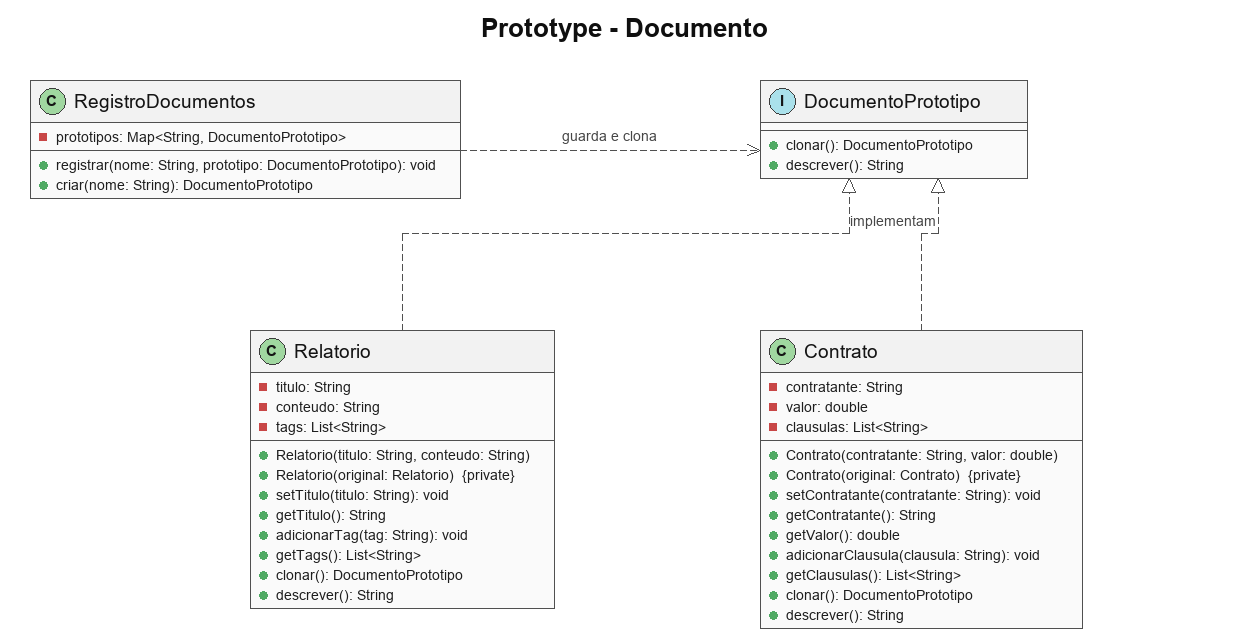 Prototype - Documento
C RegistroDocumentos
prototipos: Map<String, DocumentoPrototipo>
registrar(nome: String, prototipo: DocumentoPrototipo): void
criar(nome: String): DocumentoPrototipo
guarda e clona
I DocumentoPrototipo
clonar(): DocumentoPrototipo
descrever(): String
implementam
C Relatorio
titulo: String
conteudo: String
tags: List<String>
Relatorio(titulo: String, conteudo: String)
Relatorio(original: Relatorio) {private}
setTitulo(titulo: String): void
getTitulo(): String
adicionarTag(tag: String): void
getTags(): List<String>
clonar(): DocumentoPrototipo
descrever(): String
C Contrato
contratante: String
valor: double
clausulas: List<String>
Contrato(contratante: String, valor: double)
Contrato(original: Contrato) {private}
setContratante(contratante: String): void
getContratante(): String
getValor(): double
adicionarClausula(clausula: String): void
getClausulas(): List<String>
clonar(): DocumentoPrototipo
descrever(): String